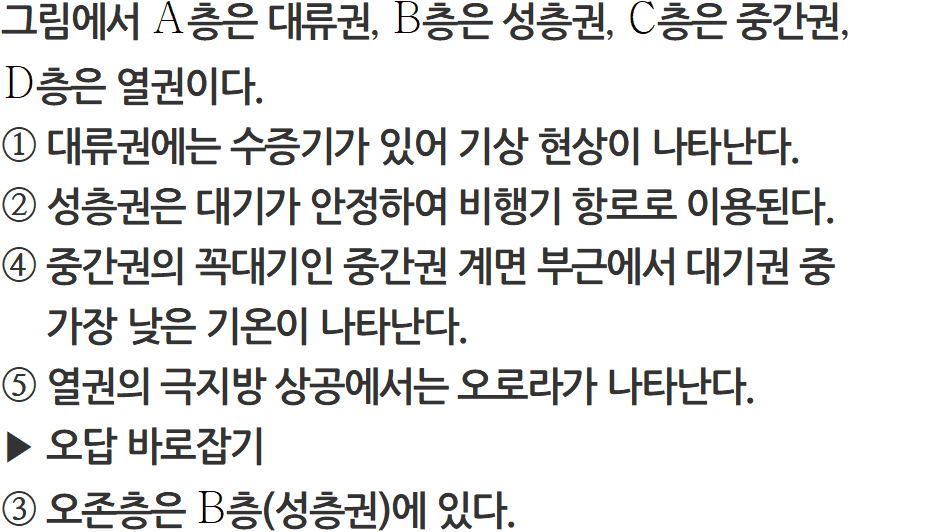 그림에서 A층은 대류권, B층은 성층권, C층은 중간권,
D층은 열권이다.
① 대류권에는 수증기가 있어 기상 현상이 나타난다.
② 성층권은 대기가 안정하여 비행기 항로로 이용된다.
④ 중간권의 꼭대기인 중간권 계면 부근에서 대기권 중
가장 낮은 기온이 나타난다.
⑤ 열권의 극지방 상공에서는 오로라가 나타난다.
▶ 오답 바로잡기
③ 오존층은 B층(성층권)에 있다.